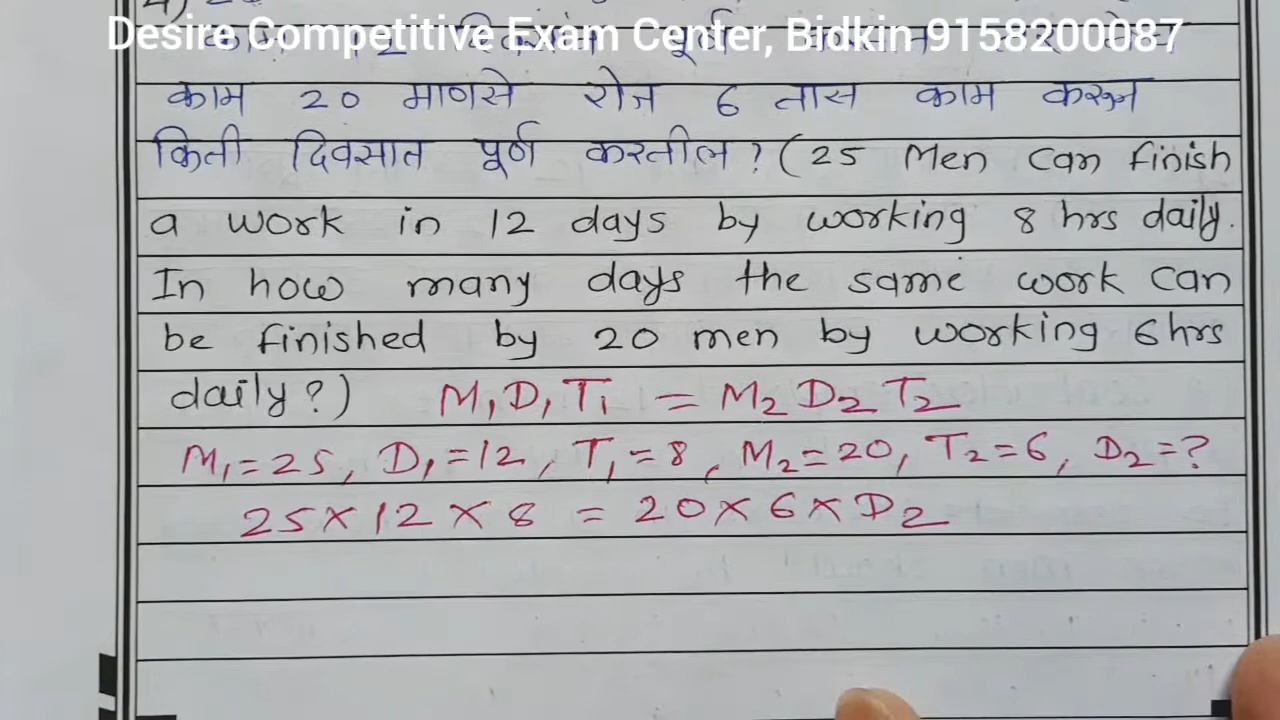 4)
Desire Competitive Exam Center, Bidkin 9158200087
काम 12 पूर्ण
काम 20 माणसे रोज 6 तास काम करून
किती दिवसात पूर्ण करतील? (25 Men can finish
a work in 12 days by working 8 hrs daily.
In how many days the same work can
be finished by 20 men by working 6 hrs
daily?) M₁D₁T₁ = M₂D₂T₂
M₁=25, D₁=12, T₁=8, M₂=20, T₂=6, D₂=?
25×12×8 = 20×6×D₂